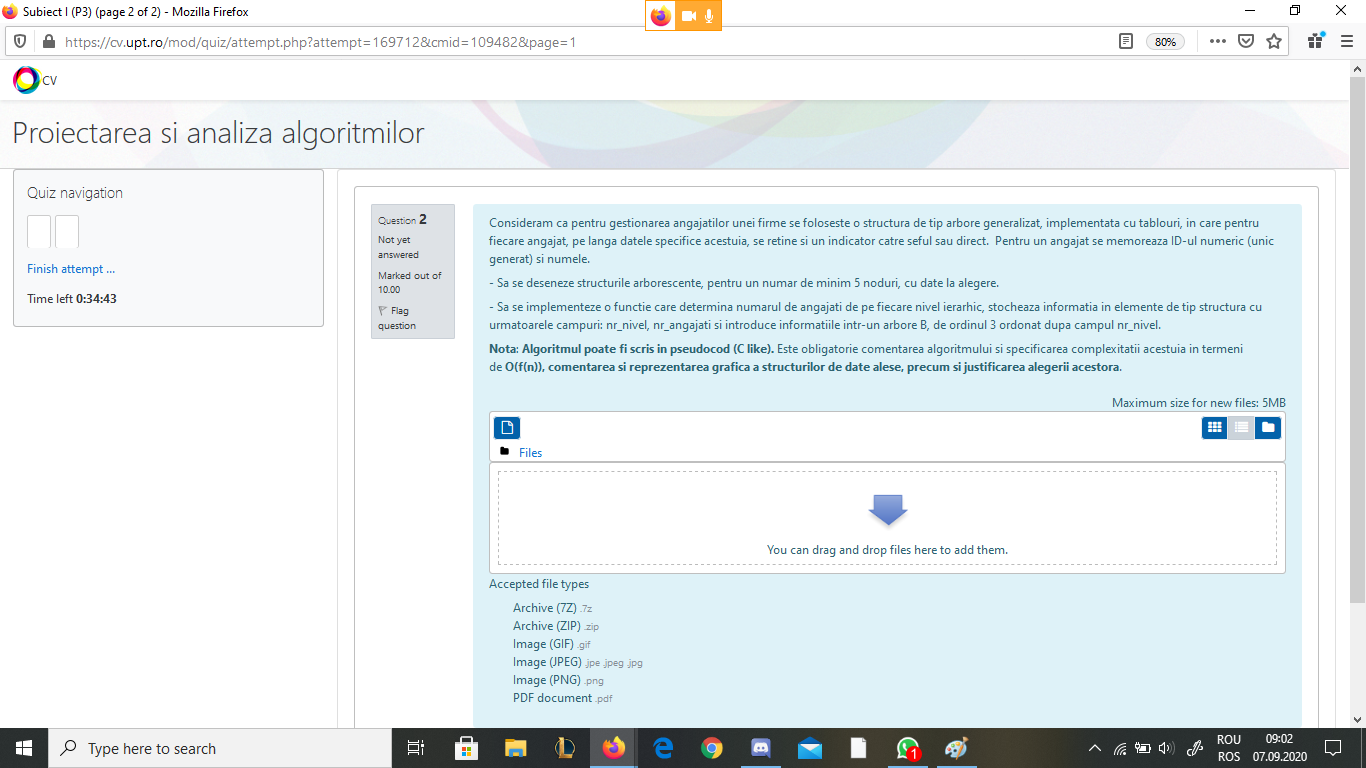 Subiect I (P3) (page 2 of 2) - Mozilla Firefox
https://cv.upt.ro/mod/quiz/attempt.php?attempt=169712&cmid=109482&page=1
80%
CV
Proiectarea si analiza algoritmilor
Quiz navigation
Finish attempt ...
Time left 0:34:43
Question 2
Not yet
answered
Marked out of
10.00
Flag
question
Consideram ca pentru gestionarea angajatilor unei firme se foloseste o structura de tip arbore generalizat, implementata cu tablouri, in care pentru
fiecare angajat, pe langa datele specifice acestuia, se retine si un indicator catre seful sau direct. Pentru un angajat se memoreaza ID-ul numeric (unic
generat) si numele.
- Sa se deseneze structurile arborescente, pentru un numar de minim 5 noduri, cu date la alegere.
- Sa se implementeze o functie care determina numarul de angajati de pe fiecare nivel ierarhic, stocheaza informatia in elemente de tip structura cu
urmatoarele campuri: nr_nivel, nr_angajati si introduce informatiile intr-un arbore B, de ordinul 3 ordonat dupa campul nr_nivel.
Nota: Algoritmul poate fi scris in pseudocod (C like). Este obligatorie comentarea algoritmului si specificarea complexitatii acestuia in termeni
de O(f(n)), comentarea si reprezentarea grafica a structurilor de date alese, precum si justificarea alegerii acestora.
Maximum size for new files: 5MB
Files
You can drag and drop files here to add them.
Accepted file types
Archive (7Z) .7z
Archive (ZIP) .zip
Image (GIF) .gif
Image (JPEG) .jpe .jpeg .jpg
Image (PNG) .png
PDF document .pdf
Type here to search
1
ROU
ROS
09:02
07.09.2020